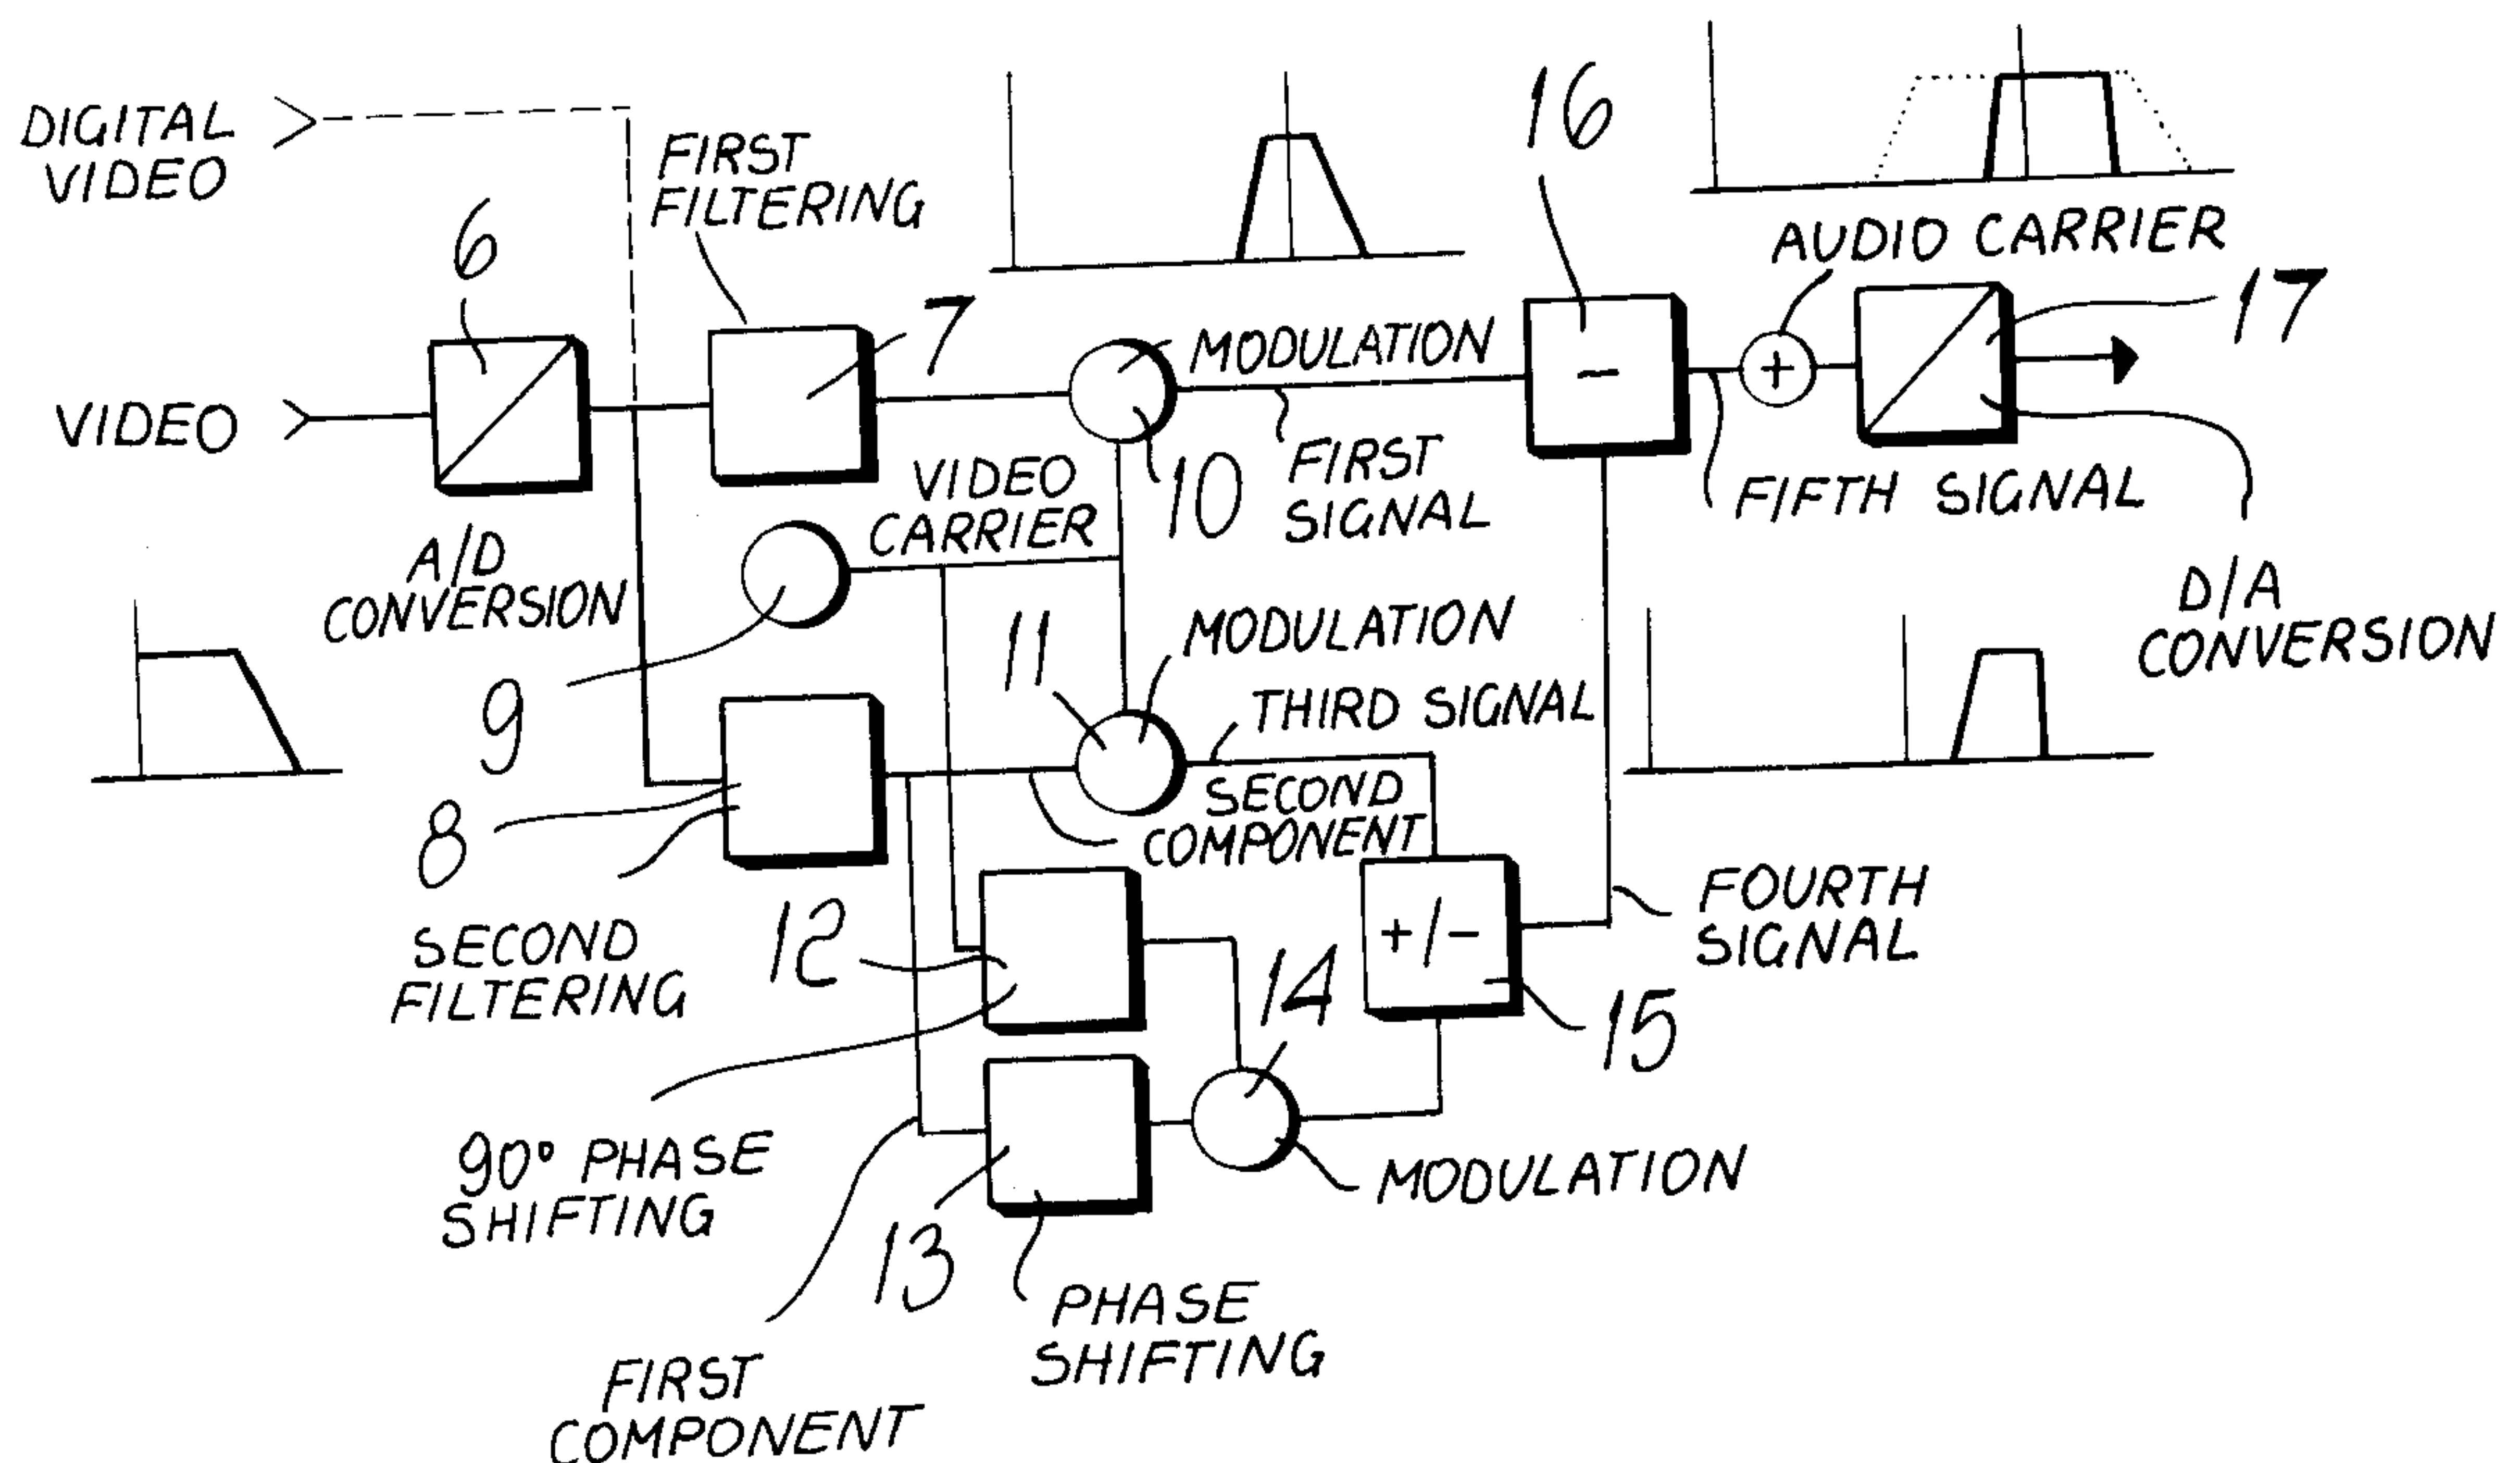 DIGITAL
VIDEO
FIRST
FILTERING
16
AUDIO CARRIER
6
7
MODULATION
17
VIDEO
-
+
10
FIRST
SIGNAL
FIFTH SIGNAL
VIDEO
CARRIER
A/D
CONVERSION
D/A
CONVERSION
9
11
MODULATION
THIRD SIGNAL
8
SECOND
COMPONENT
SECOND
FILTERING
12
14
+/-
FOURTH
SIGNAL
15
90° PHASE
SHIFTING
13
MODULATION
PHASE
SHIFTING
FIRST
COMPONENT